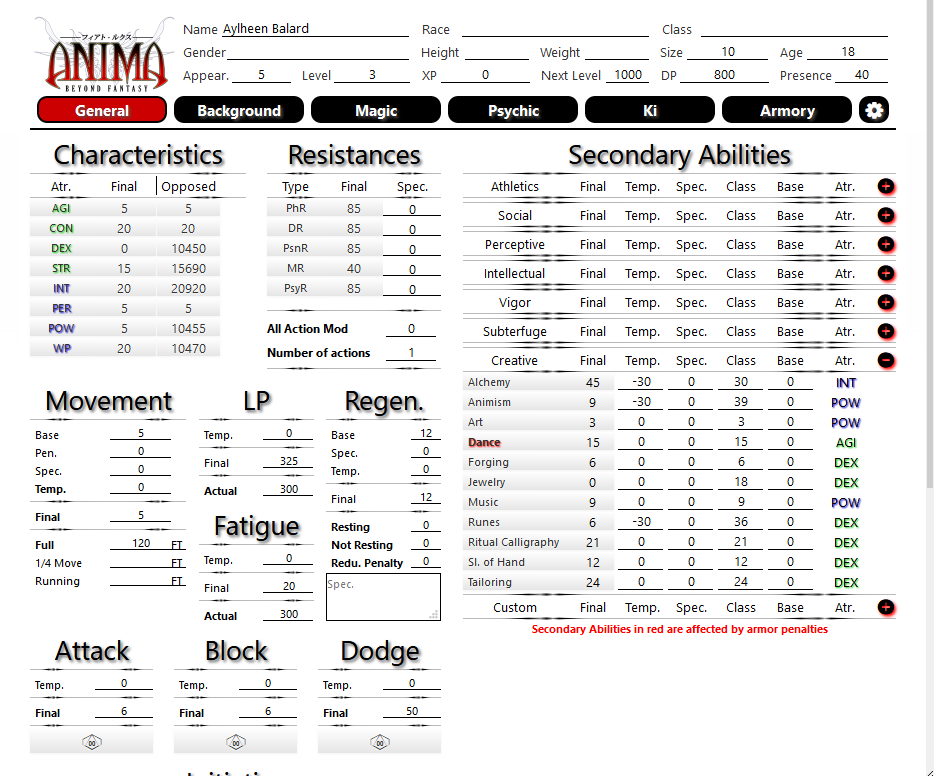 フィアト・ルクス
ANIMA
BEYOND FANTASY
Name Aylheen Balard Race Class
Gender Height Weight Size 10 Age 18
Appear. 5 Level 3 XP 0 Next Level 1000 DP 800 Presence 40
General Background Magic Psychic Ki Armory
Characteristics
Atr. Final Opposed
AGI 5 5
CON 20 20
DEX 0 10450
STR 15 15690
INT 20 20920
PER 5 5
POW 5 10455
WP 20 10470
Resistances
Type Final Spec.
PhR 85 0
DR 85 0
PsnR 85 0
MR 40 0
PsyR 85 0
All Action Mod 0
Number of actions 1
Movement
Base 5
Pen. 0
Spec. 0
Temp. 0
Final 5
Full 120 FT
1/4 Move FT
Running FT
LP
Temp. 0
Final 325
Actual 300
Fatigue
Temp. 0
Final 20
Actual 300
Regen.
Base 12
Spec. 0
Temp. 0
Final 12
Resting 0
Not Resting 0
Redu. Penalty 0
Spec.
Attack
Temp. 0
Final 6
00
Block
Temp. 0
Final 6
00
Dodge
Temp. 0
Final 50
00
Secondary Abilities
Athletics Final Temp. Spec. Class Base Atr.
Social Final Temp. Spec. Class Base Atr.
Perceptive Final Temp. Spec. Class Base Atr.
Intellectual Final Temp. Spec. Class Base Atr.
Vigor Final Temp. Spec. Class Base Atr.
Subterfuge Final Temp. Spec. Class Base Atr.
Creative Final Temp. Spec. Class Base Atr.
Alchemy 45 -30 0 30 0 INT
Animism 9 -30 0 39 0 POW
Art 3 0 0 3 0 POW
Dance 15 0 0 15 0 AGI
Forging 6 0 0 6 0 DEX
Jewelry 0 0 0 18 0 DEX
Music 9 0 0 9 0 POW
Runes 6 -30 0 36 0 DEX
Ritual Calligraphy 21 0 0 21 0 DEX
Sl. of Hand 12 0 0 12 0 DEX
Tailoring 24 0 0 24 0 DEX
Custom Final Temp. Spec. Class Base Atr.
Secondary Abilities in red are affected by armor penalties